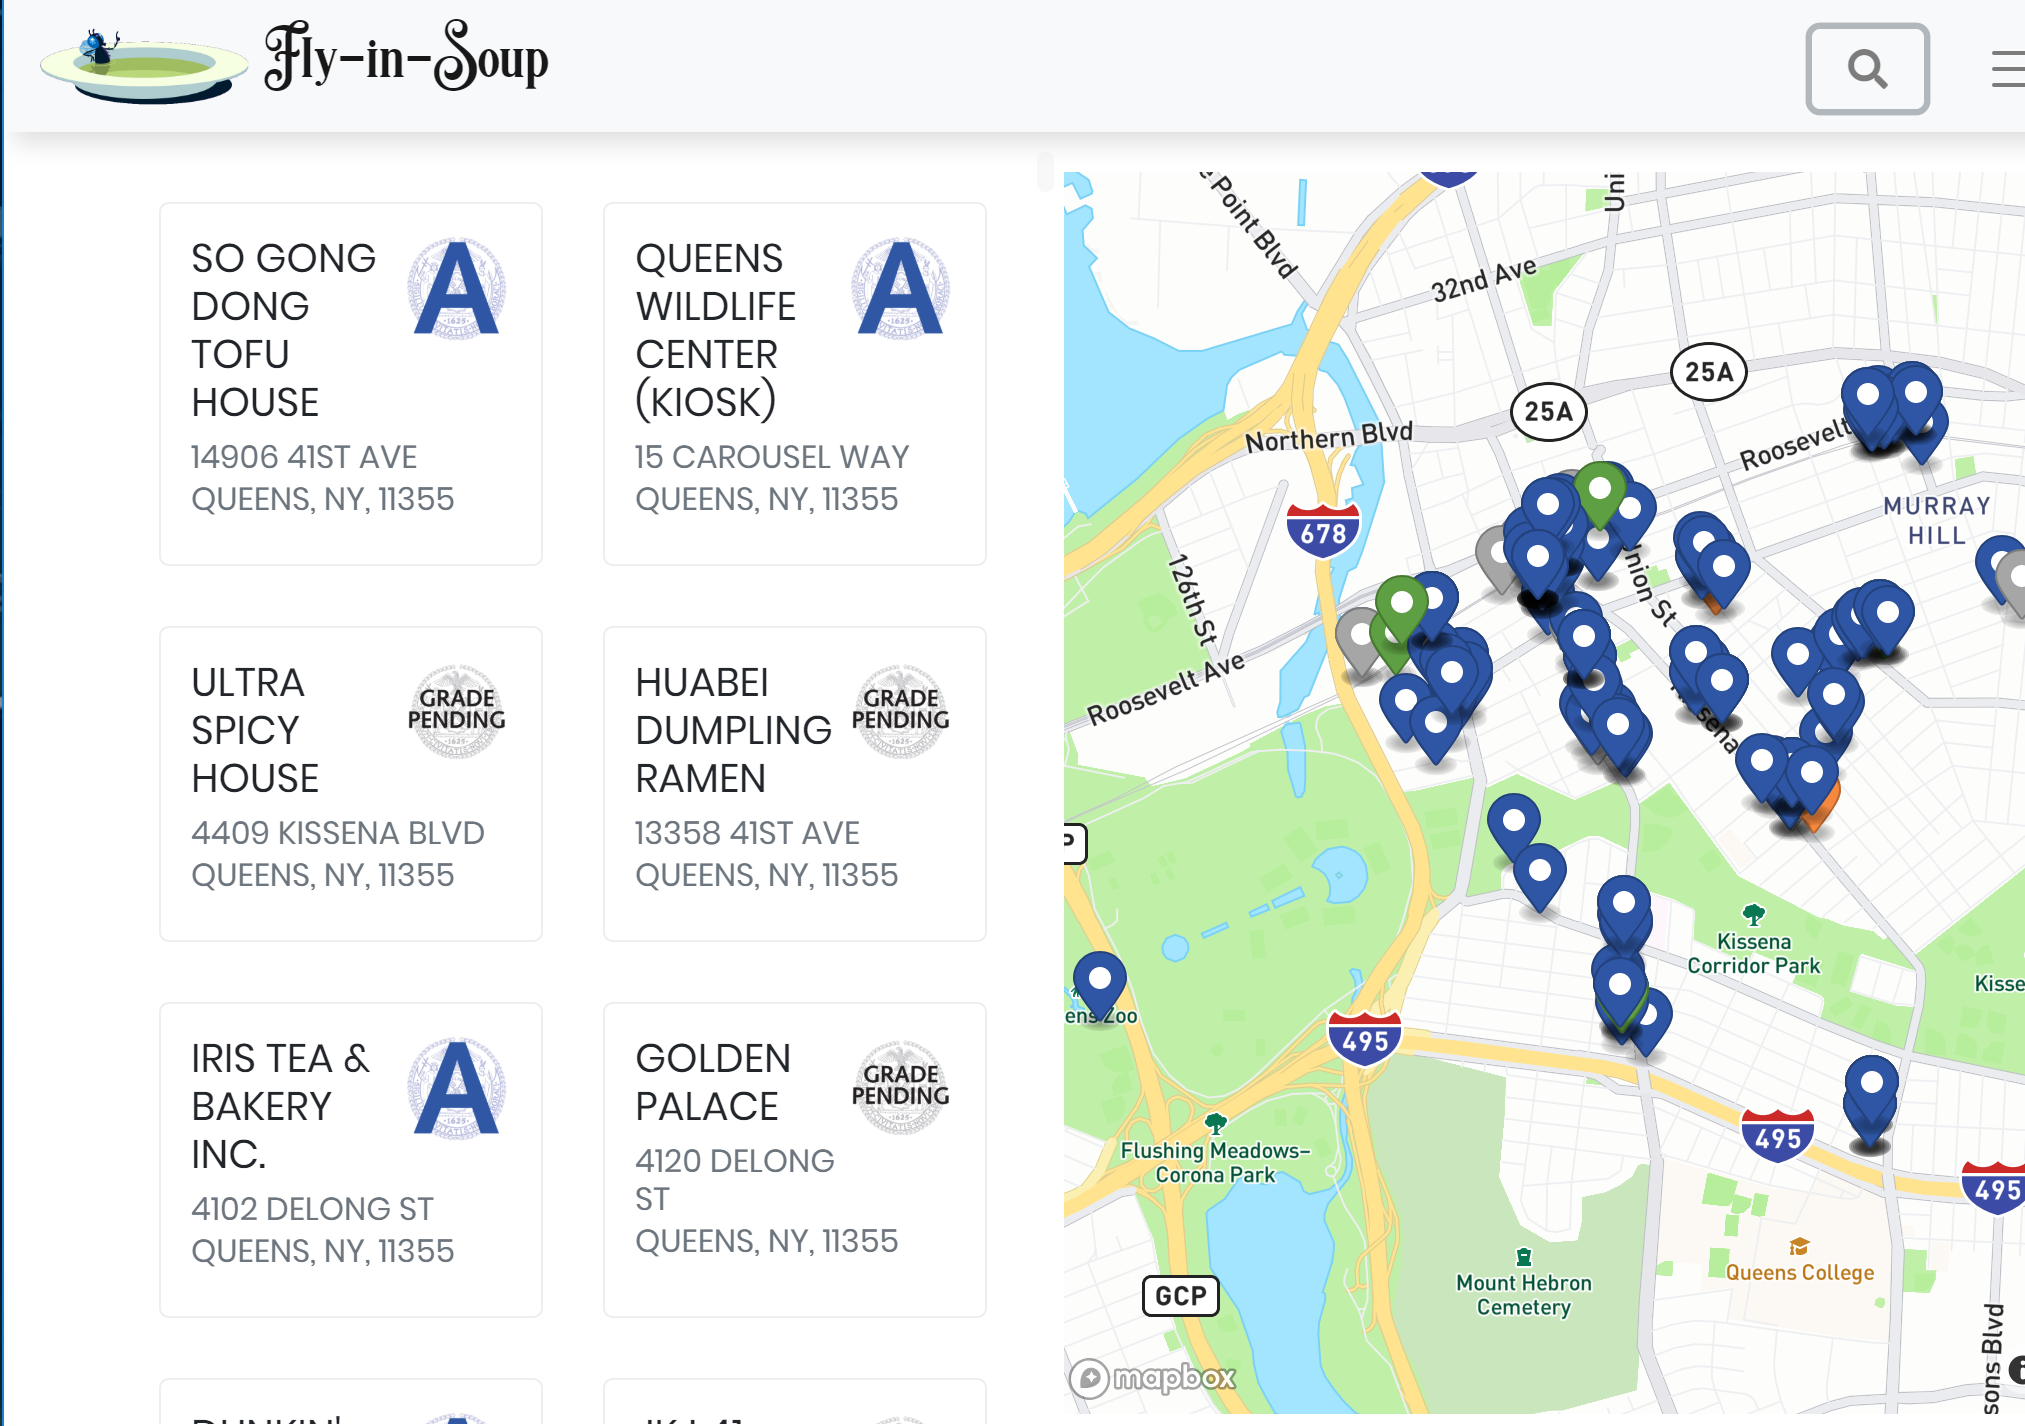 Fly-in-Soup
SO GONG
DONG
TOFU
HOUSE
A
14906 41ST AVE
QUEENS, NY, 11355
QUEENS
WILDLIFE
CENTER
(KIOSK)
A
15 CAROUSEL WAY
QUEENS, NY, 11355
ULTRA
SPICY
HOUSE
GRADE
PENDING
4409 KISSENA BLVD
QUEENS, NY, 11355
HUABEI
DUMPLING
RAMEN
GRADE
PENDING
13358 41ST AVE
QUEENS, NY, 11355
IRIS TEA &
BAKERY
INC.
A
4102 DELONG ST
QUEENS, NY, 11355
GOLDEN
PALACE
GRADE
PENDING
4120 DELONG
ST
QUEENS, NY, 11355
DUNKIN'
Point Blvd
Uni
32nd Ave
25A
25A
Northern Blvd
Roosevelt
MURRAY
HILL
678
126th St
Union St
Roosevelt Ave
Kissena
Kissena
Corridor Park
Kisse
ens Zoo
P
495
495
495
Flushing Meadows–
Corona Park
Mount Hebron
Cemetery
Queens College
GCP
sons Blvd
mapbox